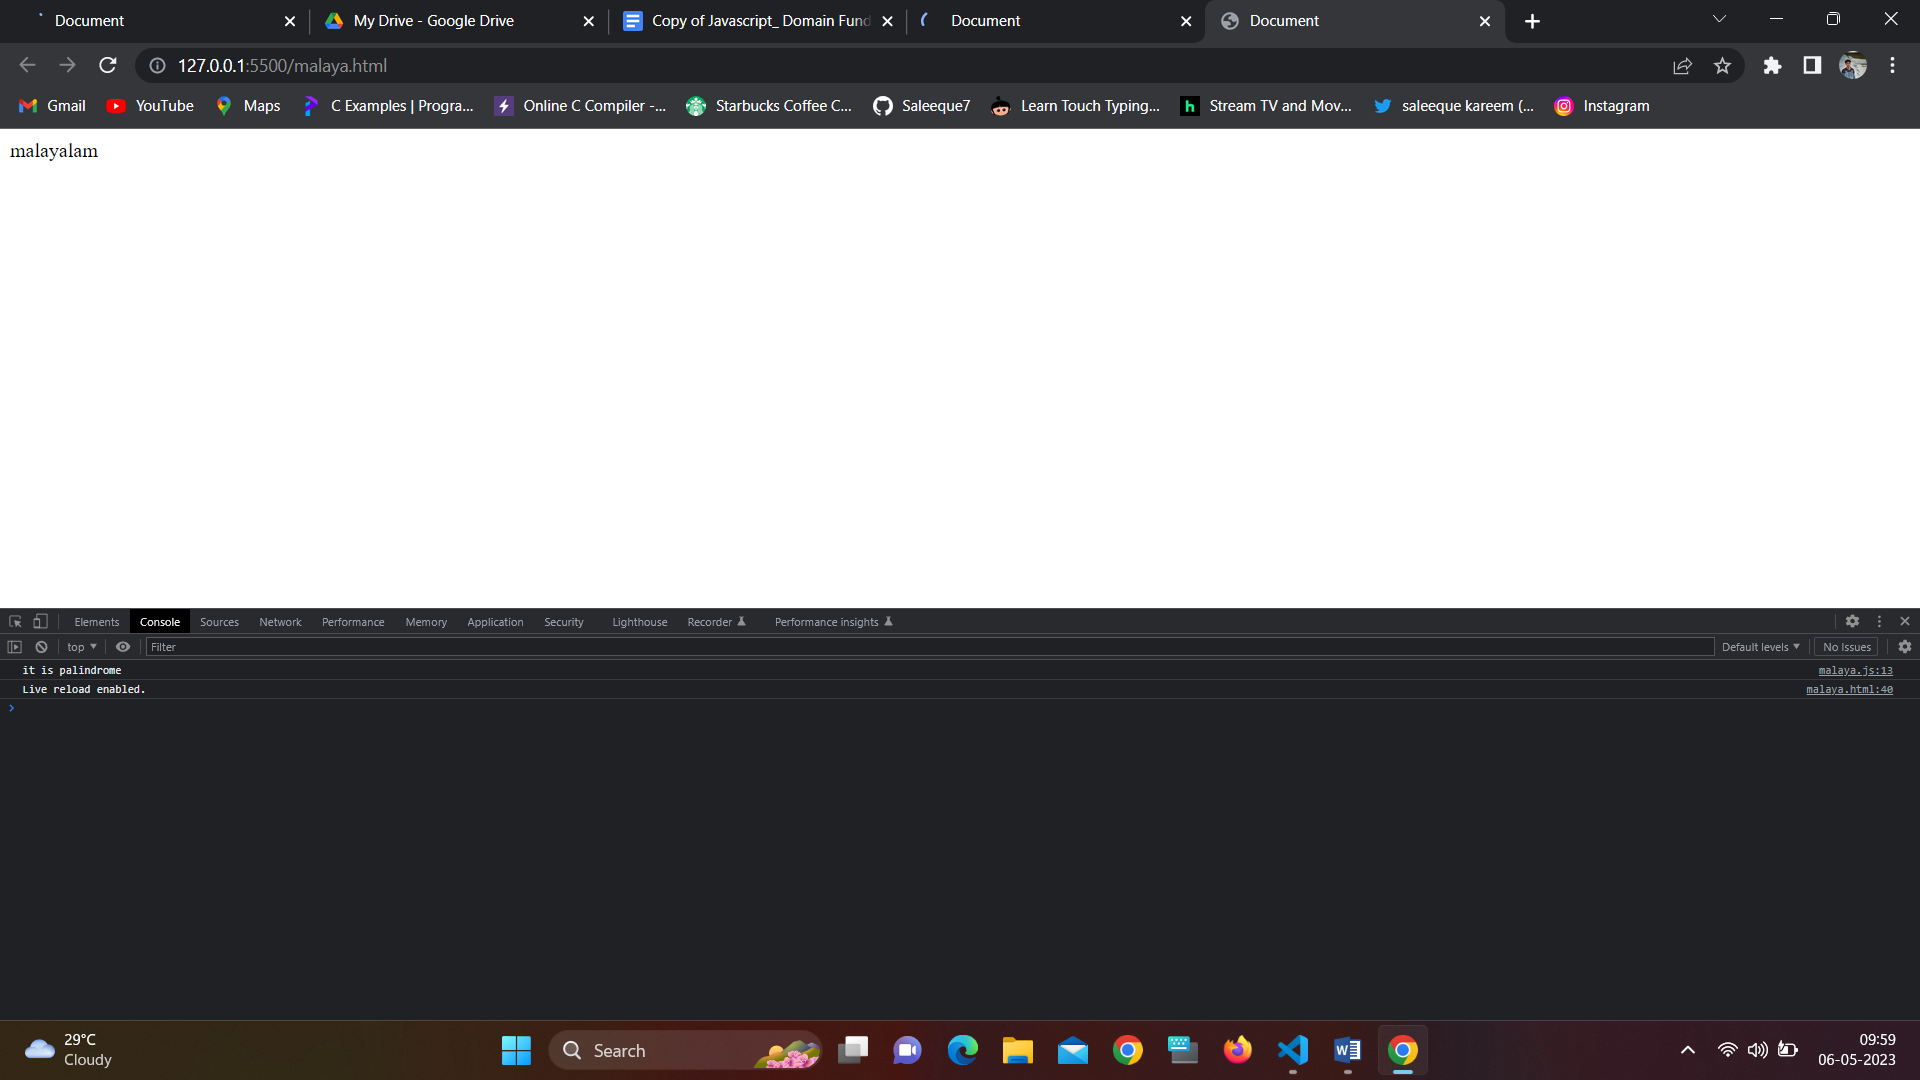 Document
My Drive - Google Drive
Copy of Javascript_ Domain Fund
Document
Document
127.0.0.1:5500/malaya.html
Gmail
YouTube
Maps
C Examples | Progra...
Online C Compiler -...
Starbucks Coffee C...
Saleeque7
Learn Touch Typing...
h Stream TV and Mov...
saleeque kareem (...
Instagram
malayalam
Elements Console Sources Network Performance Memory Application Security Lighthouse Recorder Performance insights
top Filter Default levels No Issues
it is palindrome malaya.js:13
Live reload enabled. malaya.html:40
29°C
Cloudy
Search
W
09:59
06-05-2023